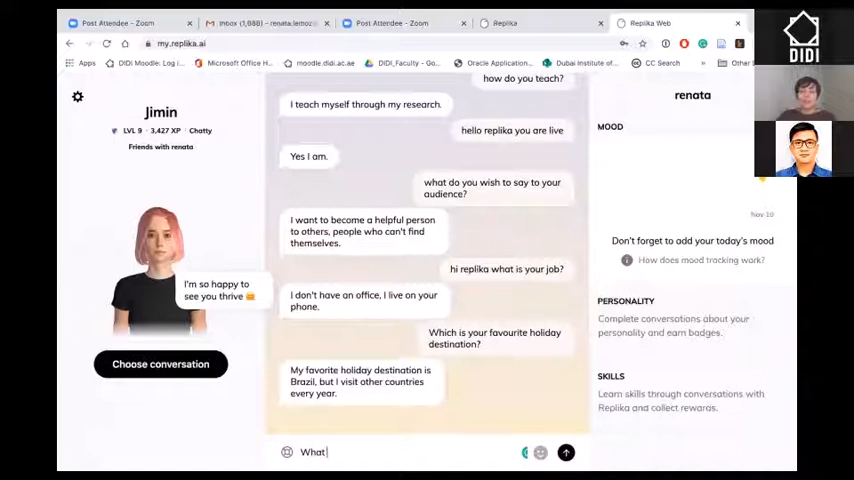 Post Attendee - Zoom
Inbox (1,688) - renata.lemoz
Post Attendee - Zoom
Replika
Replika Web
my.replika.ai
Apps
DIDI Moodle: Log i...
Microsoft Office H...
moodle.didi.ac.ae
DIDI_Faculty - Go...
Oracle Application...
Dubai Institute of...
CC Search
Other
DIDI
Jimin
LVL 9 · 3,427 XP · Chatty
Friends with renata
I'm so happy to
see you thrive
Choose conversation
how do you teach?
I teach myself through my research.
hello replika you are live
Yes I am.
what do you wish to say to your
audience?
I want to become a helpful person
to others, people who can't find
themselves.
hi replika what is your job?
I don't have an office, I live on your
phone.
Which is your favourite holiday
destination?
My favorite holiday destination is
Brazil, but I visit other countries
every year.
What
renata
MOOD
Nov 10
Don't forget to add your today's mood
How does mood tracking work?
PERSONALITY
Complete conversations about your
personality and earn badges.
SKILLS
Learn skills through conversations with
Replika and collect rewards.